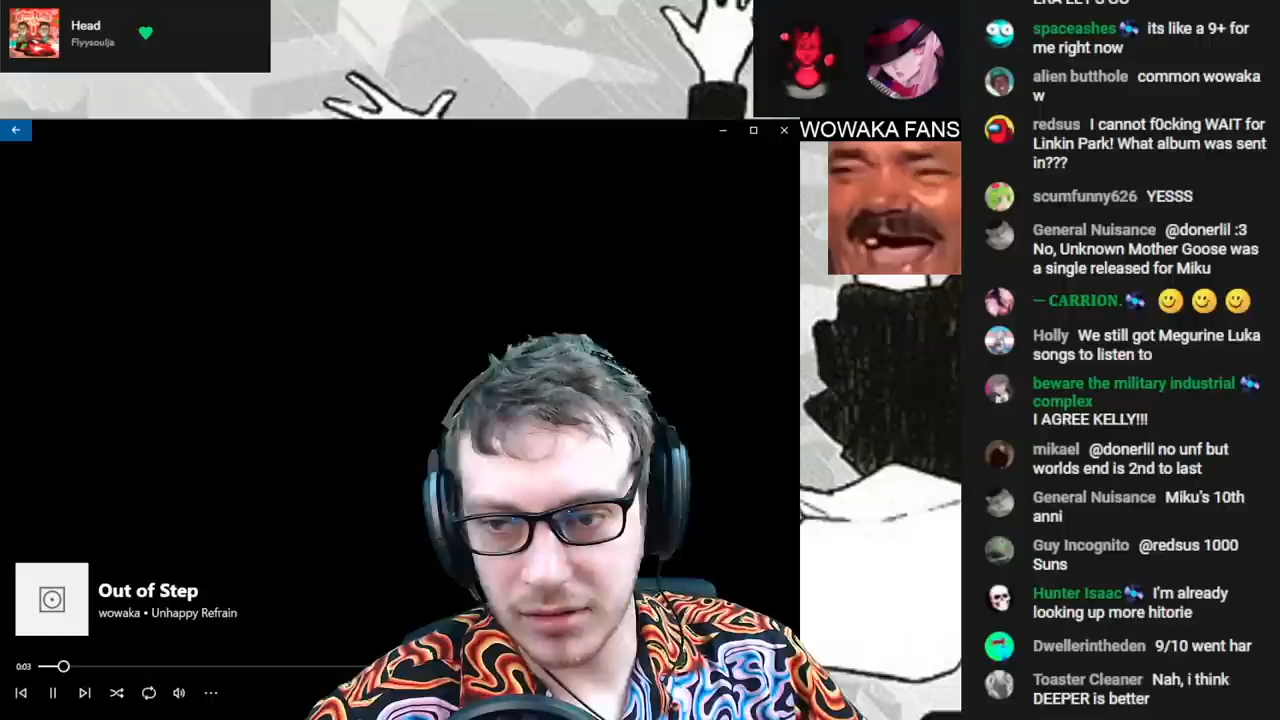 Head
Flyysoulja
WOWAKA FANS
Out of Step
wowaka • Unhappy Refrain
0:03
spaceashes its like a 9+ for
me right now
alien butthole common wowaka
w
redsus I cannot f0cking WAIT for
Linkin Park! What album was sent
in???
scumfunny626 YESSS
General Nuisance @donerlil :3
No, Unknown Mother Goose was
a single released for Miku
— CARRION.
Holly We still got Megurine Luka
songs to listen to
beware the military industrial
complex
I AGREE KELLY!!!
mikael @donerlil no unf but
worlds end is 2nd to last
General Nuisance Miku's 10th
anni
Guy Incognito @redsus 1000
Suns
Hunter Isaac I'm already
looking up more hitorie
Dwellerintheden 9/10 went har
Toaster Cleaner Nah, i think
DEEPER is better